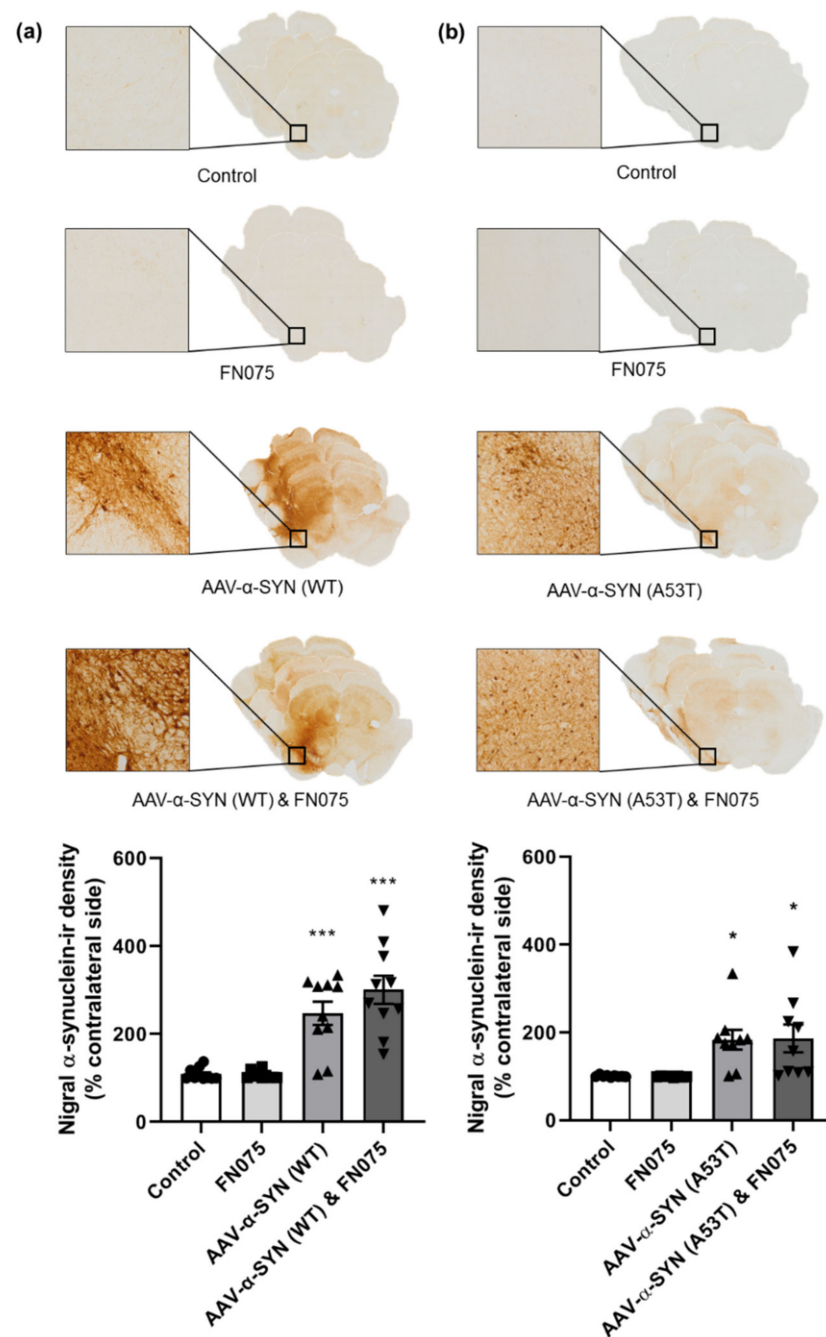 (a)
Control
FN075
AAV-α-SYN (WT)
AAV-α-SYN (WT) & FN075
Nigral α-synuclein-ir density
(% contralateral side)
600
400
200
0
***
***
Control
FN075
AAV-α-SYN (WT)
AAV-α-SYN (WT) & FN075
(b)
Control
FN075
AAV-α-SYN (A53T)
AAV-α-SYN (A53T) & FN075
Nigral α-synuclein-ir density
(% contralateral side)
600
400
200
0
*
*
Control
FN075
AAV-α-SYN (A53T)
AAV-α-SYN (A53T) & FN075